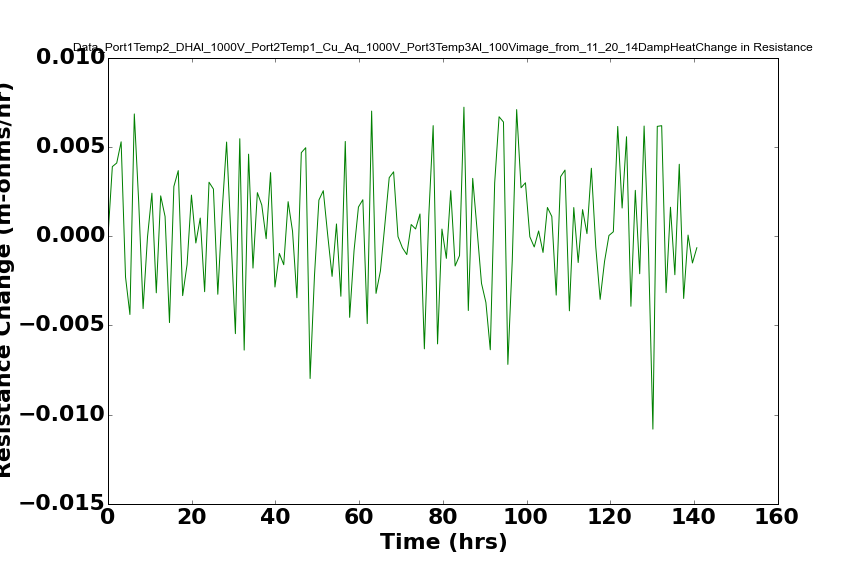 Data_Port1Temp2_DHAl_1000V_Port2Temp1_Cu_Aq_1000V_Port3Temp3Al_100Vimage_from_11_20_14DampHeatChange in Resistance
0.010
0.005
0.000
−0.005
−0.010
−0.015
Resistance Change (m-ohms/hr)
0 20 40 60 80 100 120 140 160
Time (hrs)